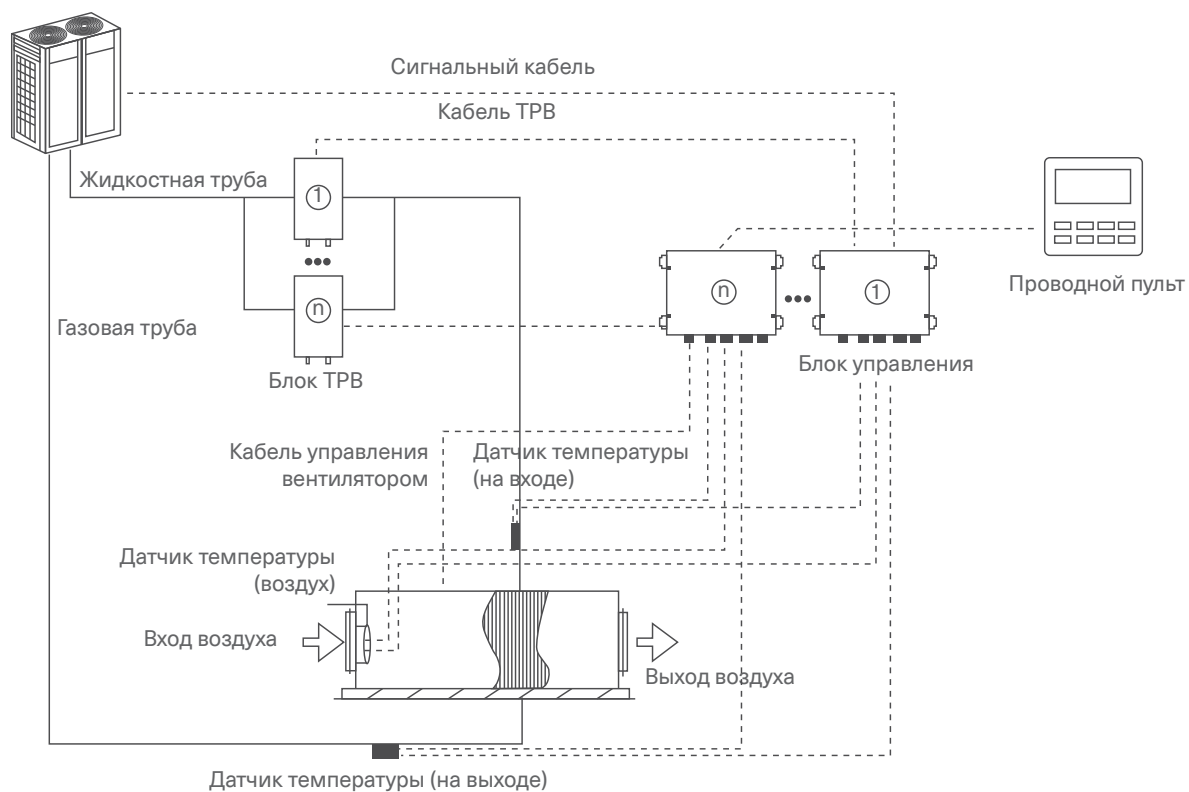 Сигнальный кабель
Кабель ТРВ
Жидкостная труба
1
n
Газовая труба
Блок ТРВ
n
1
Проводной пульт
Блок управления
Кабель управления
вентилятором
Датчик температуры
(на входе)
Датчик температуры
(воздух)
Вход воздуха
Выход воздуха
Датчик температуры (на выходе)